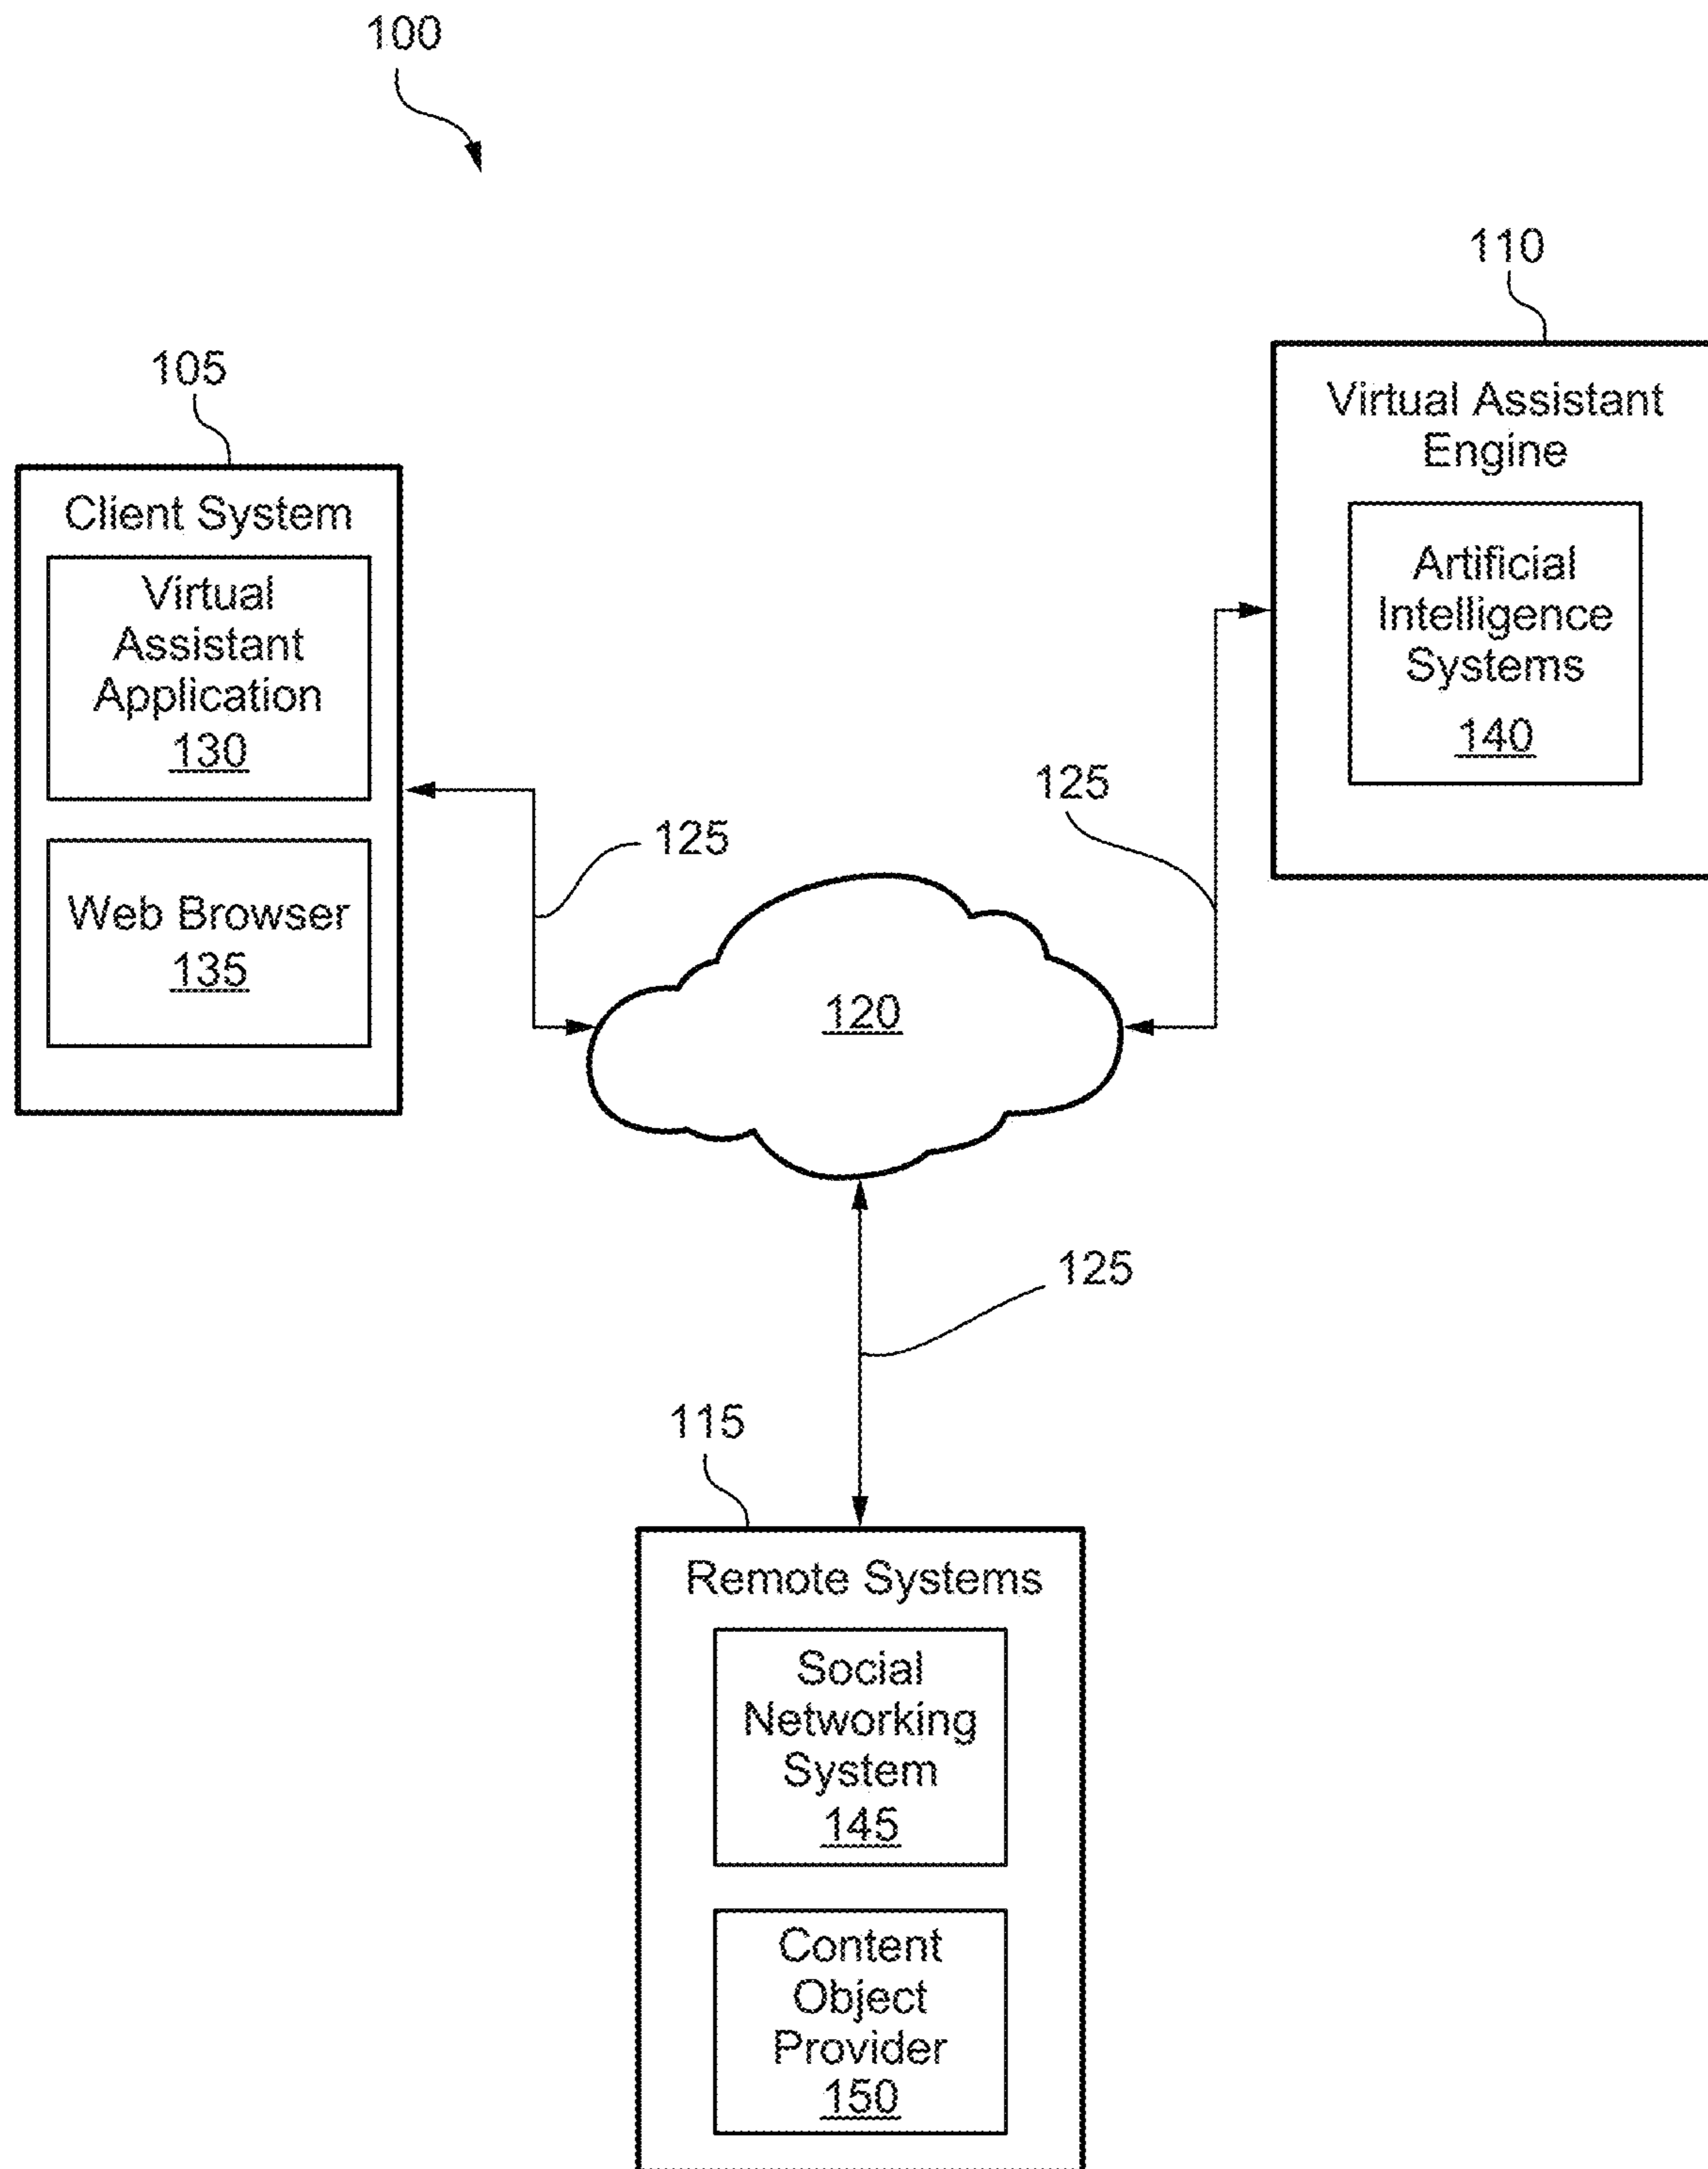 100
110
Virtual Assistant
Engine
Artificial
Intelligence
Systems
140
105
Client System
Virtual
Assistant
Application
130
Web Browser
135
125
125
120
125
115
Remote Systems
Social
Networking
System
145
Content
Object
Provider
150